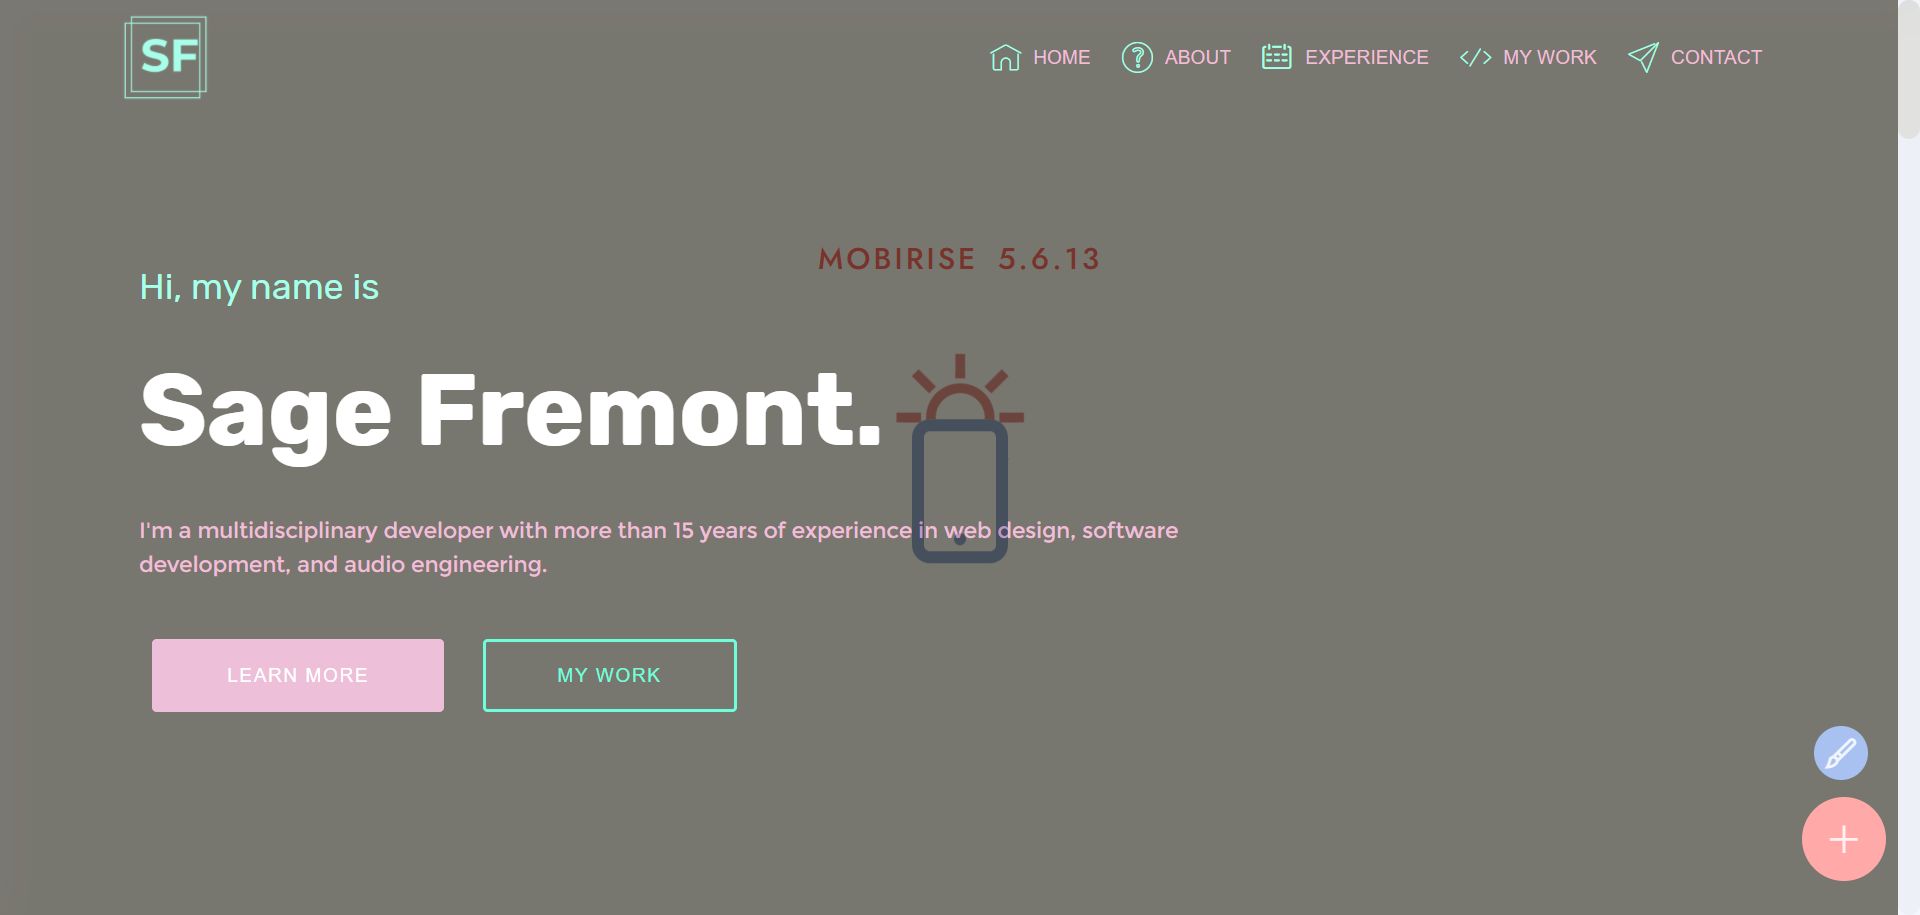 SF
HOME ABOUT EXPERIENCE MY WORK CONTACT
MOBIRISE 5.6.13
Hi, my name is
Sage Fremont.
I'm a multidisciplinary developer with more than 15 years of experience in web design, software
development, and audio engineering.
LEARN MORE MY WORK